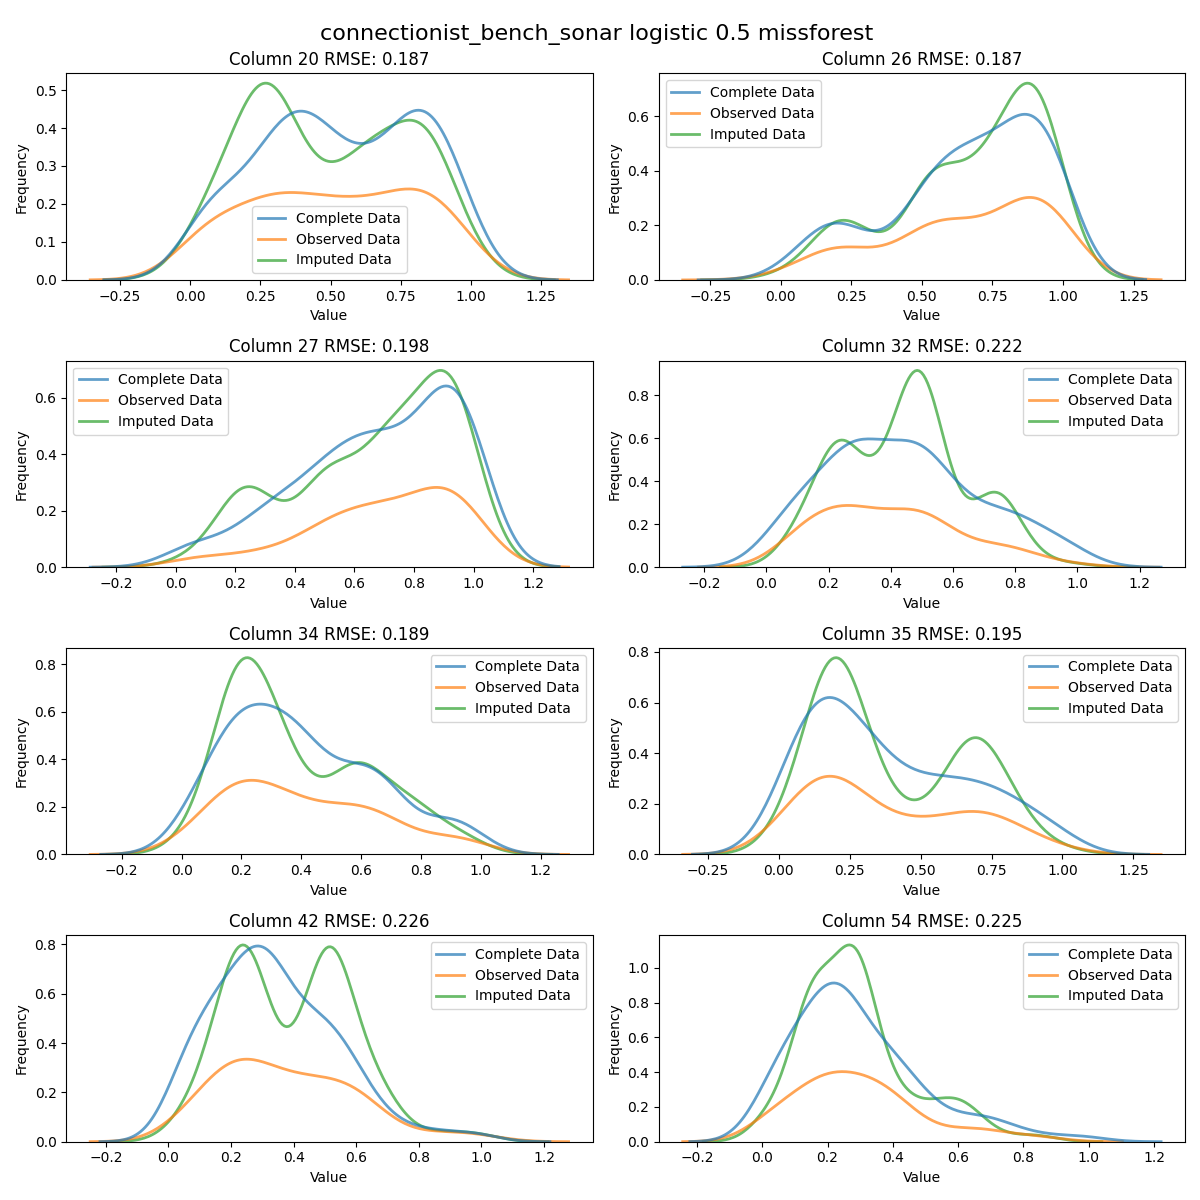 connectionist_bench_sonar logistic 0.5 missforest
Column 20 RMSE: 0.187
Frequency
0.5
0.4
0.3
0.2
0.1
0.0
Complete Data
Observed Data
Imputed Data
−0.25 0.00 0.25 0.50 0.75 1.00 1.25
Value
Column 26 RMSE: 0.187
Frequency
0.6
0.4
0.2
0.0
Complete Data
Observed Data
Imputed Data
−0.25 0.00 0.25 0.50 0.75 1.00 1.25
Value
Column 27 RMSE: 0.198
Frequency
0.6
0.4
0.2
0.0
Complete Data
Observed Data
Imputed Data
−0.2 0.0 0.2 0.4 0.6 0.8 1.0 1.2
Value
Column 32 RMSE: 0.222
Frequency
0.8
0.6
0.4
0.2
0.0
Complete Data
Observed Data
Imputed Data
−0.2 0.0 0.2 0.4 0.6 0.8 1.0 1.2
Value
Column 34 RMSE: 0.189
Frequency
0.8
0.6
0.4
0.2
0.0
Complete Data
Observed Data
Imputed Data
−0.2 0.0 0.2 0.4 0.6 0.8 1.0 1.2
Value
Column 35 RMSE: 0.195
Frequency
0.8
0.6
0.4
0.2
0.0
Complete Data
Observed Data
Imputed Data
−0.25 0.00 0.25 0.50 0.75 1.00 1.25
Value
Column 42 RMSE: 0.226
Frequency
0.8
0.6
0.4
0.2
0.0
Complete Data
Observed Data
Imputed Data
−0.2 0.0 0.2 0.4 0.6 0.8 1.0 1.2
Value
Column 54 RMSE: 0.225
Frequency
1.0
0.8
0.6
0.4
0.2
0.0
Complete Data
Observed Data
Imputed Data
−0.2 0.0 0.2 0.4 0.6 0.8 1.0 1.2
Value